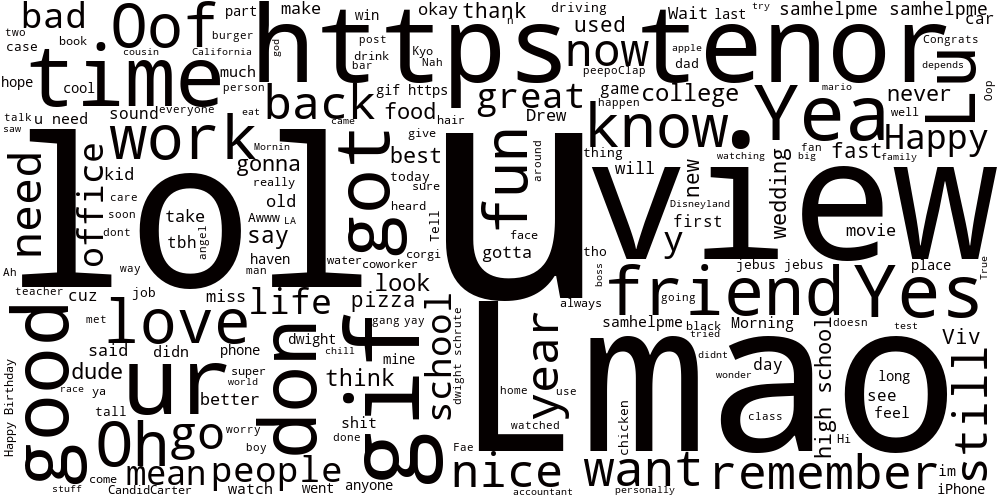 bad
Oof
part
make
https
win
okay
thank
n
driving
used
Wait
last
try
samhelpme samhelpme
car
two
case
book
cousin
burger
California
god
post
drink
bar
Kyo
Nah
now
peepoClap
apple
dad
tenor
Congrats
depends
Lu
Oop
hope
time
cool
much
person
back
gif https
great
game
happen
college
mario
never
talk
saw
u need
sound
everyone
eat
came
food
hair
Drew
know
Yea
well
Happy
need
office
work
Mornin
gonna
really
got
give
best
today
sure
heard
Tell
fun
around
thing
will
new
watching
wedding
fan
big
fast
family
kid
care
soon
dont
lol
take
tbh
angel
old
Awww
LA
say
haven
man
water
coworker
corgi
u
face
gotta
tho
boss
view
Disneyland
first
y
movie
jebus jebus
place
True
Ah
teacher
way
cuz
job
miss
life
look
pizza
always
friend
going
Yes
good
met
love
said
didn
phone
don
dwight
chill
gif
gang
yay
mine
school
dwight schrute
samhelpme
black
tried
Morning
doesn
test
Viv
didnt
wonder
day
high school
Happy Birthday
dude
race
ya
ur
super
world
better
think
Lmao
home
year
use
watched
chicken
class
long
see
feel
still
tall
Oh
go
worry
boy
shit
done
Hi
stuff
come
mean
CandidCarter
people
watch
went
anyone
Fae
nice
accountant
want
personally
remember
im
iPhone